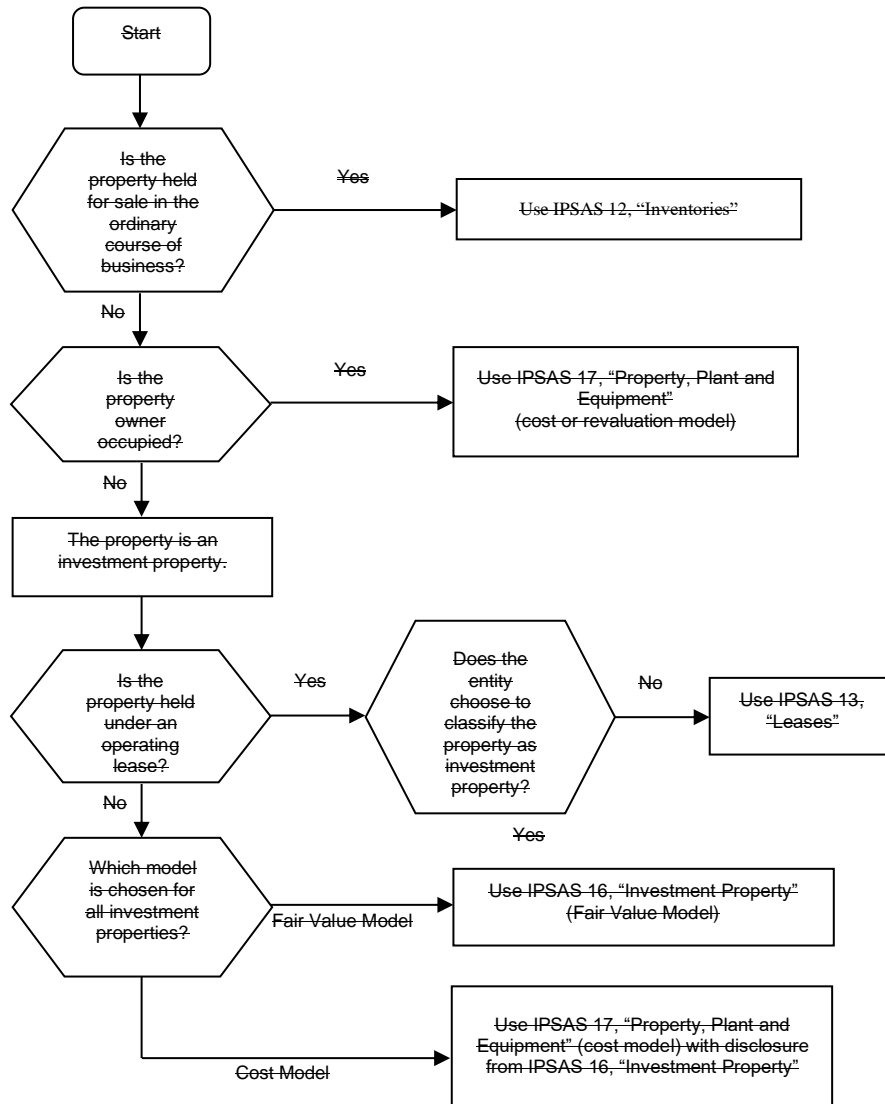 Start
Is the
property held
for sale in the
ordinary
course of
business?
Yes
Use IPSAS 12, “Inventories”
No
Is the
property
owner
occupied?
Yes
Use IPSAS 17, “Property, Plant and
Equipment”
(cost or revaluation model)
No
The property is an
investment property.
Is the
property held
under an
operating
lease?
Yes
Does the
entity
choose to
classify the
property as
investment
property?
No
Use IPSAS 13,
“Leases”
No
Yes
Which model
is chosen for
all investment
properties?
Fair Value Model
Use IPSAS 16, “Investment Property”
(Fair Value Model)
Cost Model
Use IPSAS 17, “Property, Plant and
Equipment” (cost model) with disclosure
from IPSAS 16, “Investment Property”